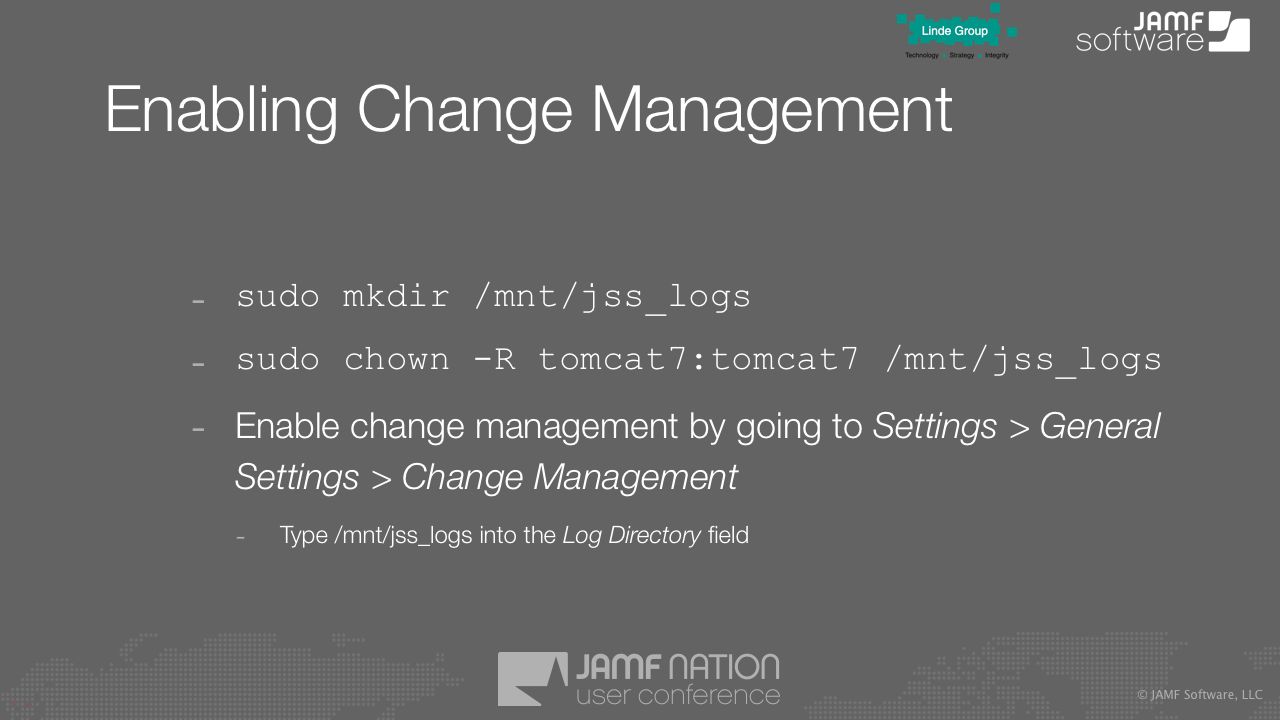 Linde Group
Technology Strategy Integrity
JAMF
software
Enabling Change Management
- sudo mkdir /mnt/jss_logs
- sudo chown -R tomcat7:tomcat7 /mnt/jss_logs
- Enable change management by going to Settings > General
Settings > Change Management
- Type /mnt/jss_logs into the Log Directory field
JAMF NATION
user conference
© JAMF Software, LLC